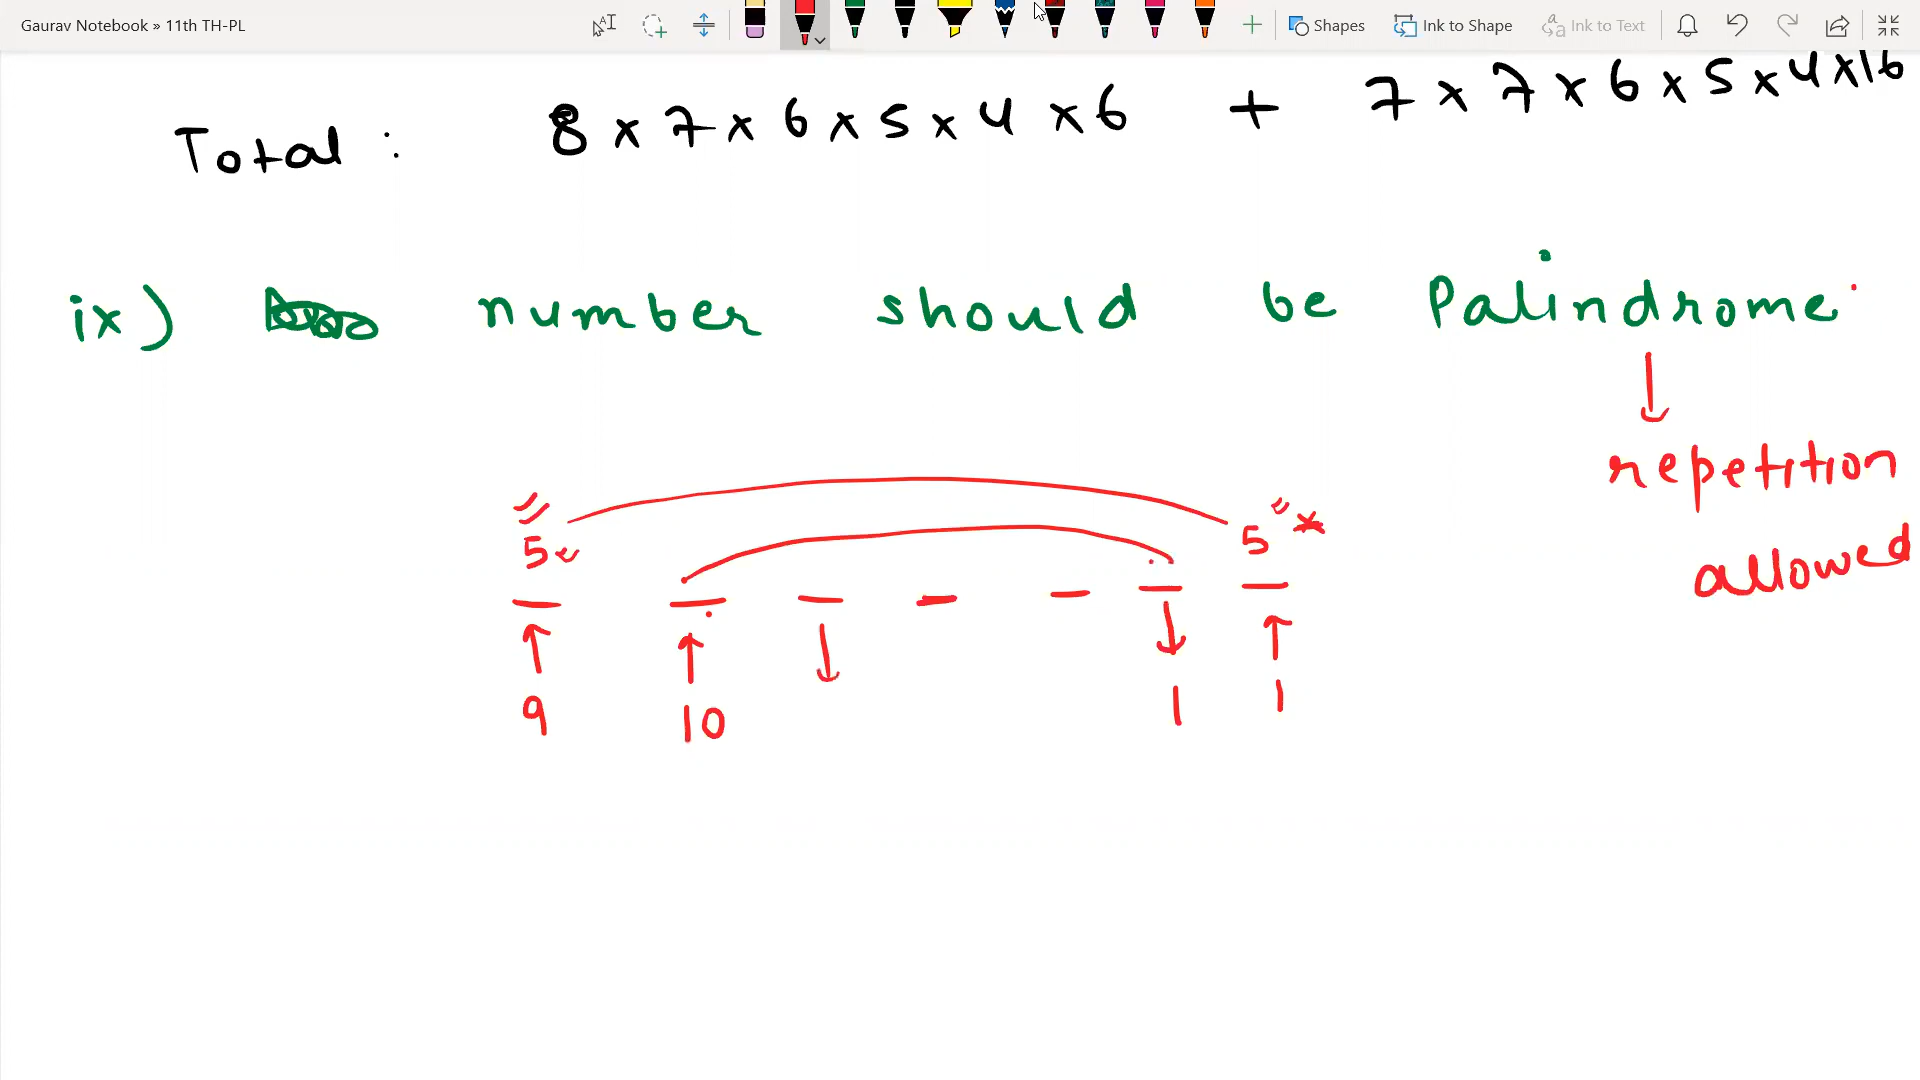 Gaurav Notebook » 11th TH-PL
Shapes Ink to Shape Ink to Text
Total : 8 x 7 x 6 x 5 x 4 x 6 + 7 x 7 x 6 x 5 x 4 x 16
ix) number should be Palindrome.
repetition
allowed
5 5
9 10 1 1